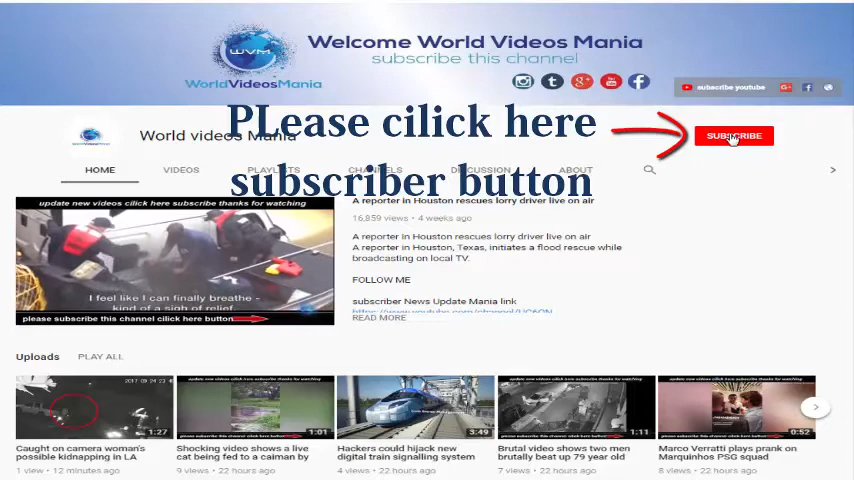 WVM
WorldVideosMania
Welcome World Videos Mania
subscribe this channel
subscribe youtube
World videos Mania
PLease cilick here
subscriber button
SUBSCRIBE
HOME
VIDEOS
PLAYLISTS
CHANNELS
DISCUSSION
ABOUT
update new videos cilick here subscribe thanks for watching
I feel like I can finally breathe -
kind of a sigh of relief.
please subscribe this channel cilick here button
A reporter in Houston rescues lorry driver live on air
16,859 views • 4 weeks ago
A reporter in Houston rescues lorry driver live on air
A reporter in Houston, Texas, initiates a flood rescue while
broadcasting on local TV.
FOLLOW ME
subscriber News Update Mania link
READ MORE
Uploads
PLAY ALL
2017-09-24 23
1:27
1:01
3:49
1:11
0:52
Caught on camera woman's
possible kidnapping in LA
1 view • 12 minutes ago
Shocking video shows a live
cat being fed to a caiman by
9 views • 22 hours ago
Hackers could hijack new
digital train signalling system
4 views • 22 hours ago
Brutal video shows two men
brutally beat up 79 year old
7 views • 22 hours ago
Marco Verratti plays prank on
Marquinhos PSG squad
8 views • 22 hours ago